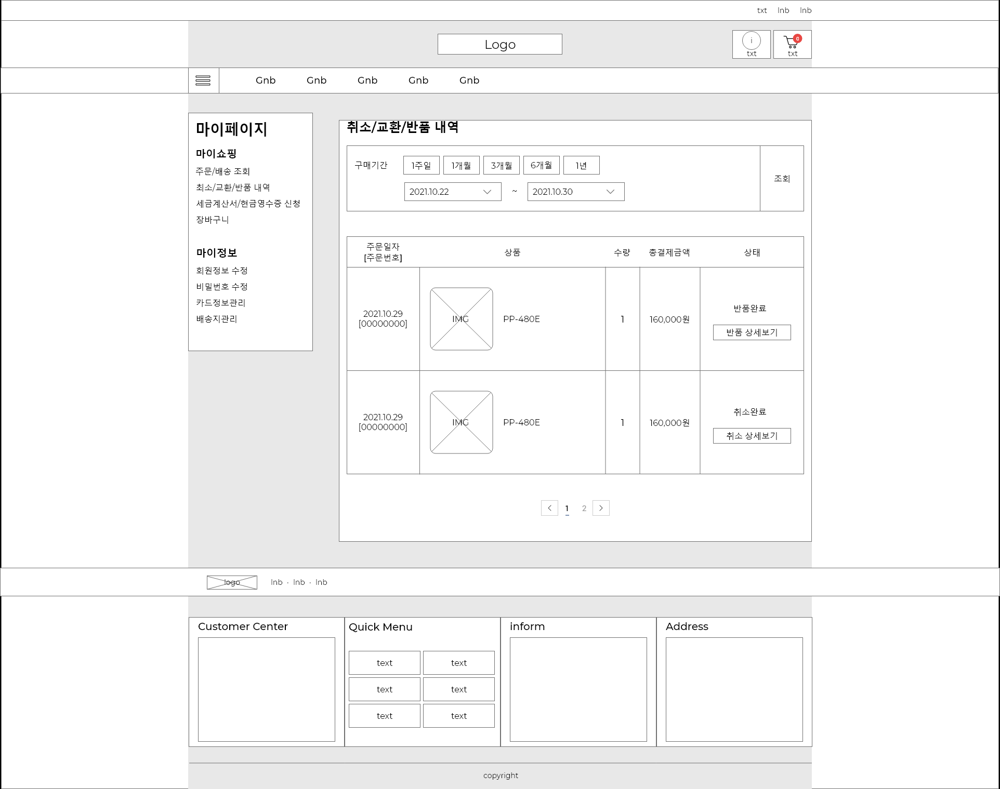 txt lnb lnb
Logo
i
txt
0
txt
Gnb Gnb Gnb Gnb Gnb
마이페이지
마이쇼핑
주문/배송 조회
최소/교환/반품 내역
세금계산서/현금영수증 신청
장바구니
마이정보
회원정보 수정
비밀번호 수정
카드정보관리
배송지관리
취소/교환/반품 내역
구매기간 1주일 1개월 3개월 6개월 1년
2021.10.22 ~ 2021.10.30
조회
주문일자
[주문번호]
상품 수량 총결제금액 상태
2021.10.29
[00000000]
IMG PP-480E 1 160,000원
반품완료
반품 상세보기
2021.10.29
[00000000]
IMG PP-480E 1 160,000원
취소완료
취소 상세보기
1 2
logo lnb · lnb · lnb
Customer Center
Quick Menu
text text
text text
text text
inform
Address
copyright